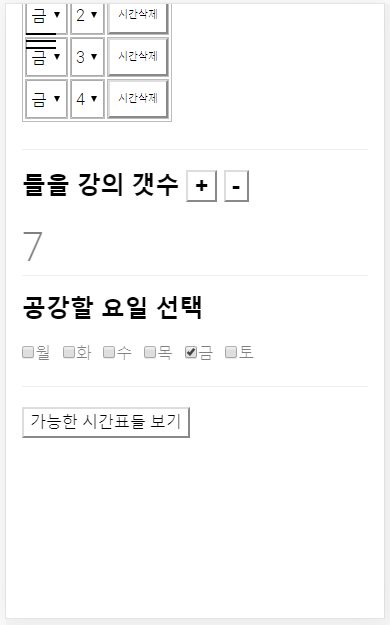 금 2 시간삭제
금 3 시간삭제
금 4 시간삭제
들을 강의 갯수 + -
7
공강할 요일 선택
월 화 수 목 금 토
가능한 시간표들 보기